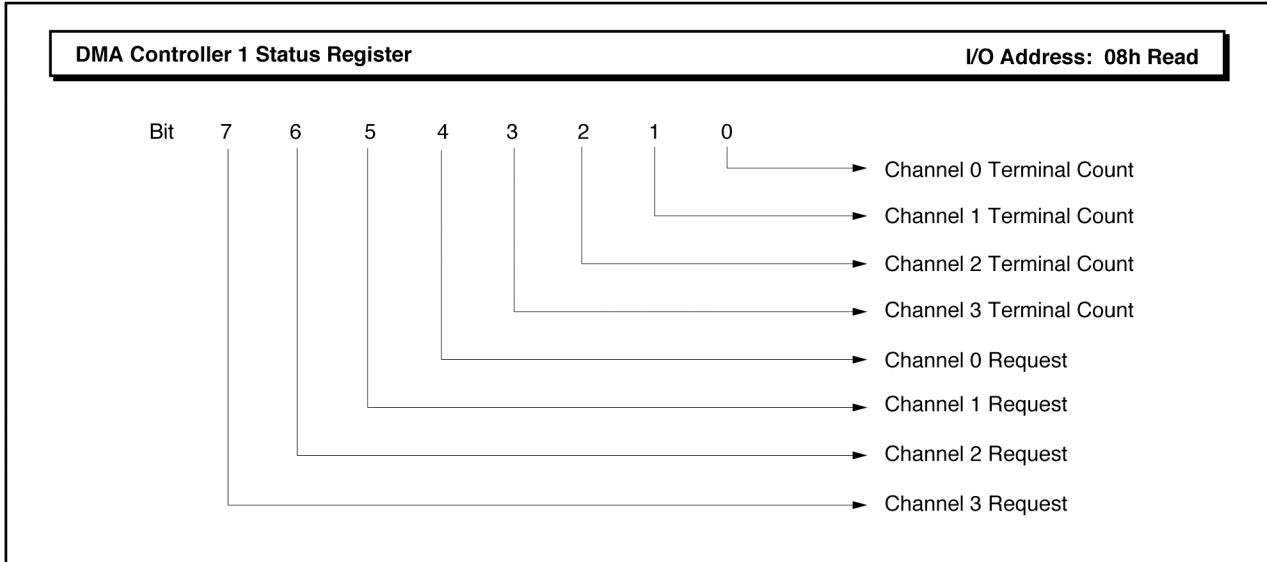 DMA Controller 1 Status Register I/O Address: 08h Read
Bit 7 6 5 4 3 2 1 0
Channel 0 Terminal Count
Channel 1 Terminal Count
Channel 2 Terminal Count
Channel 3 Terminal Count
Channel 0 Request
Channel 1 Request
Channel 2 Request
Channel 3 Request